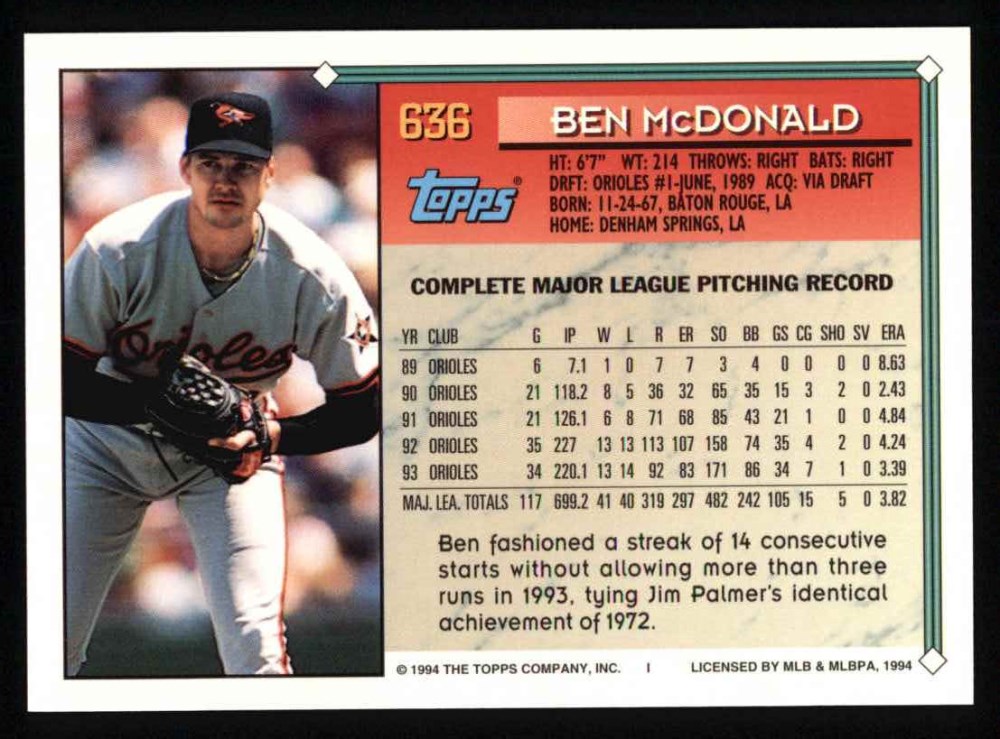 636
BEN McDONALD
topps®
HT: 6'7" WT: 214 THROWS: RIGHT BATS: RIGHT
DRFT: ORIOLES #1-JUNE, 1989 ACQ: VIA DRAFT
BORN: 11-24-67, BATON ROUGE, LA
HOME: DENHAM SPRINGS, LA
Orioles
COMPLETE MAJOR LEAGUE PITCHING RECORD
YR CLUB G IP W L R ER SO BB GS CG SHO SV ERA
89 ORIOLES 6 7.1 1 0 7 7 3 4 0 0 0 0 8.63
90 ORIOLES 21 118.2 8 5 36 32 65 35 15 3 2 0 2.43
91 ORIOLES 21 126.1 6 8 71 68 85 43 21 1 0 0 4.84
92 ORIOLES 35 227 13 13 113 107 158 74 35 4 2 0 4.24
93 ORIOLES 34 220.1 13 14 92 83 171 86 34 7 1 0 3.39
MAJ. LEA. TOTALS 117 699.2 41 40 319 297 482 242 105 15 5 0 3.82
Ben fashioned a streak of 14 consecutive
starts without allowing more than three
runs in 1993, tying Jim Palmer's identical
achievement of 1972.
© 1994 THE TOPPS COMPANY, INC. I LICENSED BY MLB & MLBPA, 1994